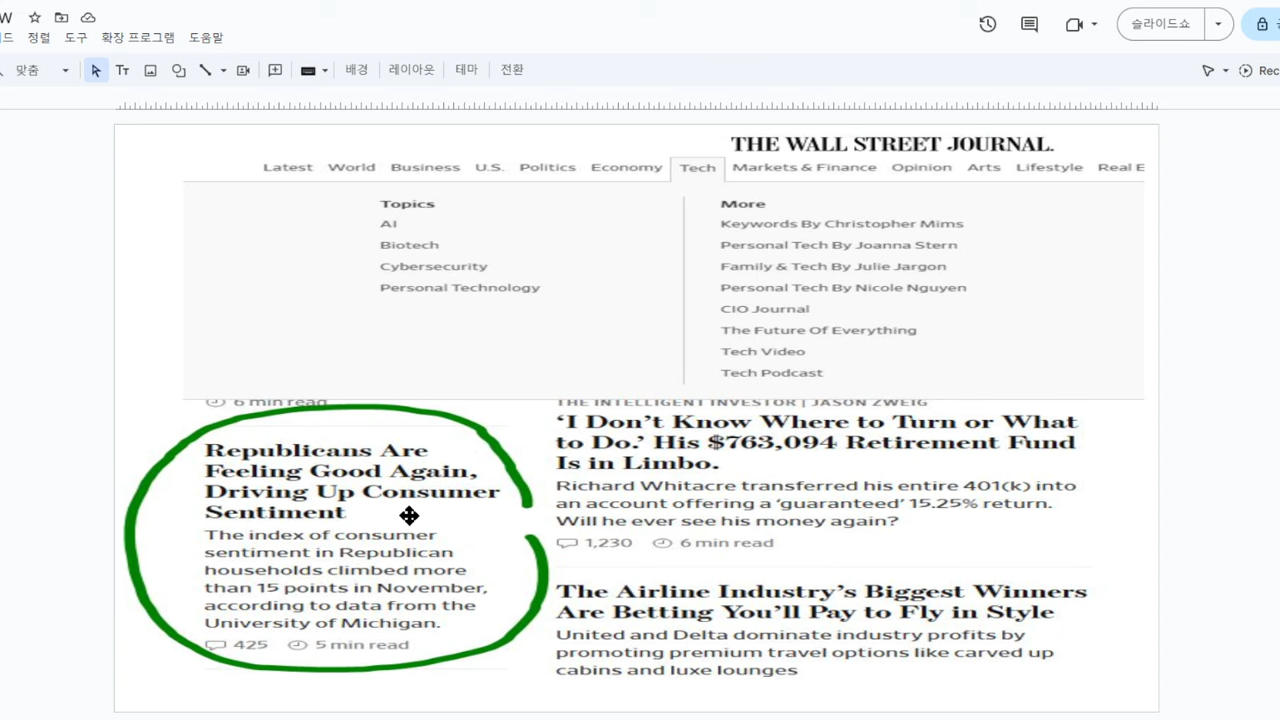 W
드 정렬 도구 확장 프로그램 도움말
슬라이드쇼
맞춤 Tт 배경 레이아웃 테마 전환 Rec
THE WALL STREET JOURNAL.
Latest World Business U.S. Politics Economy Tech Markets & Finance Opinion Arts Lifestyle Real E
Topics
AI
Biotech
Cybersecurity
Personal Technology
More
Keywords By Christopher Mims
Personal Tech By Joanna Stern
Family & Tech By Julie Jargon
Personal Tech By Nicole Nguyen
CIO Journal
The Future Of Everything
Tech Video
Tech Podcast
6 min read
Republicans Are
Feeling Good Again,
Driving Up Consumer
Sentiment
The index of consumer
sentiment in Republican
households climbed more
than 15 points in November,
according to data from the
University of Michigan.
425 5 min read
THE INTELLIGENT INVESTOR | JASON ZWEIG
‘I Don’t Know Where to Turn or What
to Do.’ His $763,094 Retirement Fund
Is in Limbo.
Richard Whitacre transferred his entire 401(k) into
an account offering a ‘guaranteed’ 15.25% return.
Will he ever see his money again?
1,230 6 min read
The Airline Industry’s Biggest Winners
Are Betting You’ll Pay to Fly in Style
United and Delta dominate industry profits by
promoting premium travel options like carved up
cabins and luxe lounges